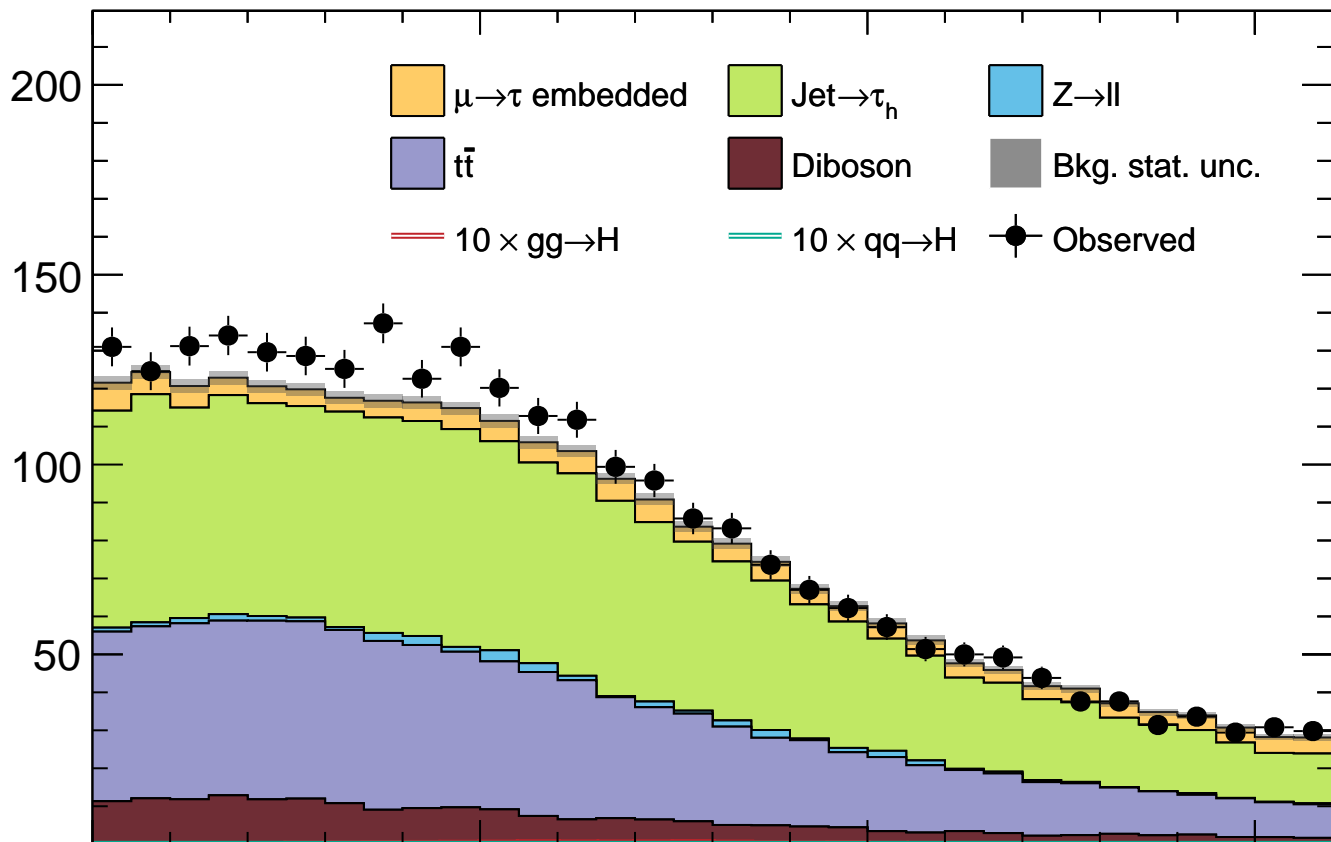 200
μ→τ embedded Jet→τh Z→ll
tt̄ Diboson Bkg. stat. unc.
10 × gg→H 10 × qq→H Observed
150
100
50